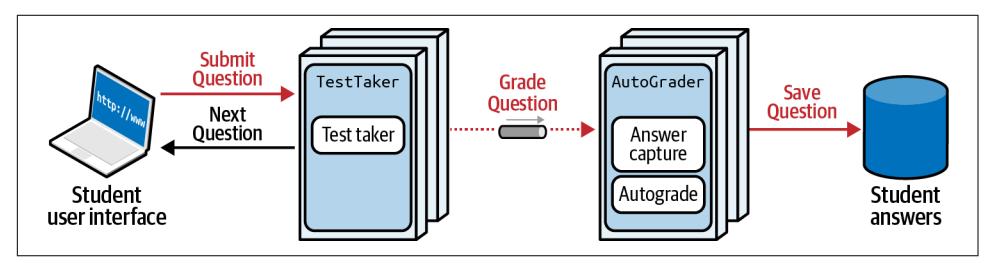 http://www
Student
user interface
Submit
Question
Next
Question
TestTaker
Test taker
Grade
Question
AutoGrader
Answer
capture
Autograde
Save
Question
Student
answers